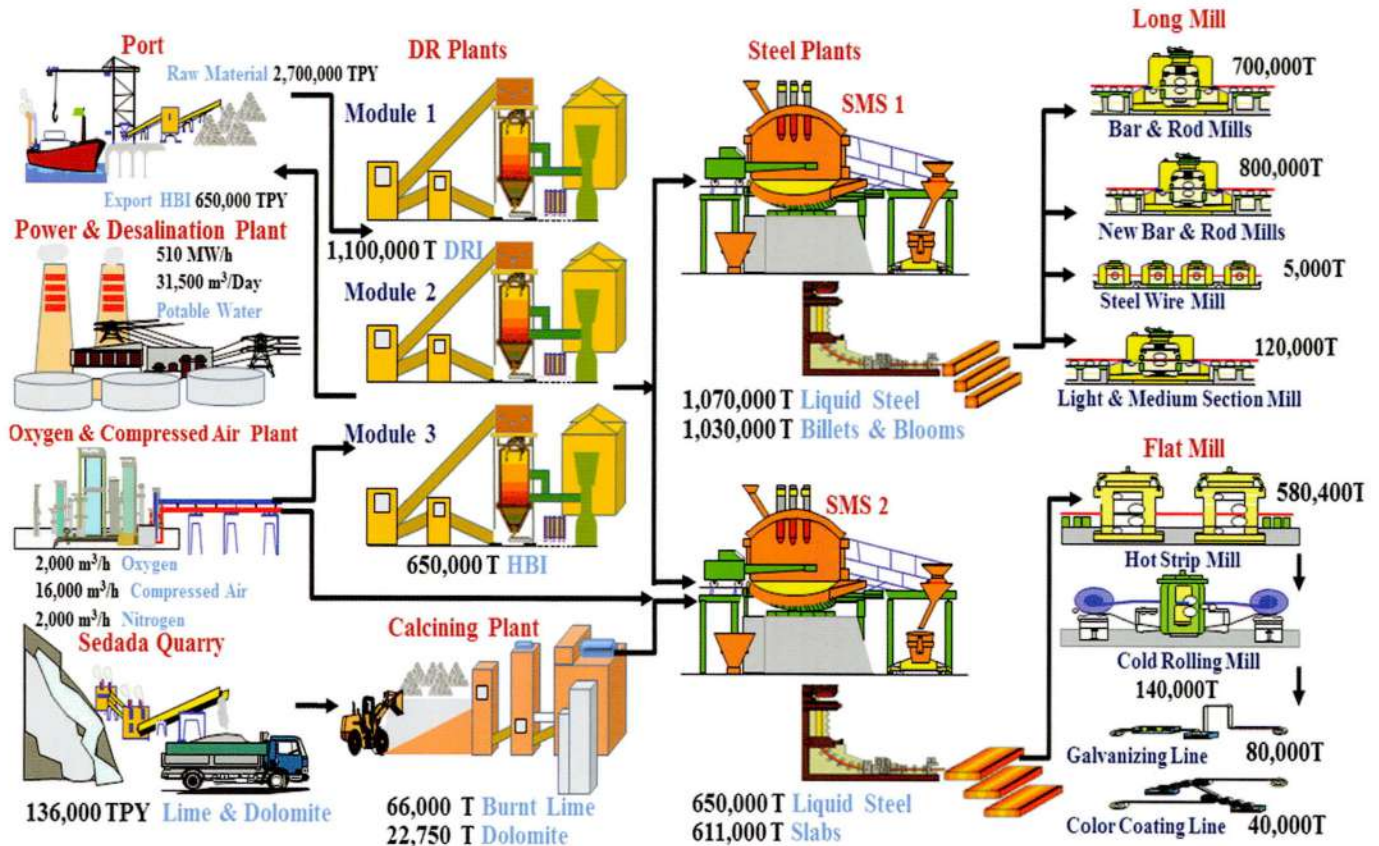 Port
Raw Material 2,700,000 TPY
Export HBI 650,000 TPY
Power & Desalination Plant
510 MW/h
31,500 m³/Day
Potable Water
Oxygen & Compressed Air Plant
2,000 m³/h Oxygen
16,000 m³/h Compressed Air
2,000 m³/h Nitrogen
Sedada Quarry
136,000 TPY Lime & Dolomite
DR Plants
Module 1
1,100,000 T DRI
Module 2
Module 3
650,000 T HBI
Calcining Plant
66,000 T Burnt Lime
22,750 T Dolomite
Steel Plants
SMS 1
1,070,000 T Liquid Steel
1,030,000 T Billets & Blooms
SMS 2
650,000 T Liquid Steel
611,000 T Slabs
Long Mill
700,000T
Bar & Rod Mills
800,000T
New Bar & Rod Mills
5,000T
Steel Wire Mill
120,000T
Light & Medium Section Mill
Flat Mill
580,400T
Hot Strip Mill
Cold Rolling Mill
140,000T
Galvanizing Line
80,000T
Color Coating Line
40,000T